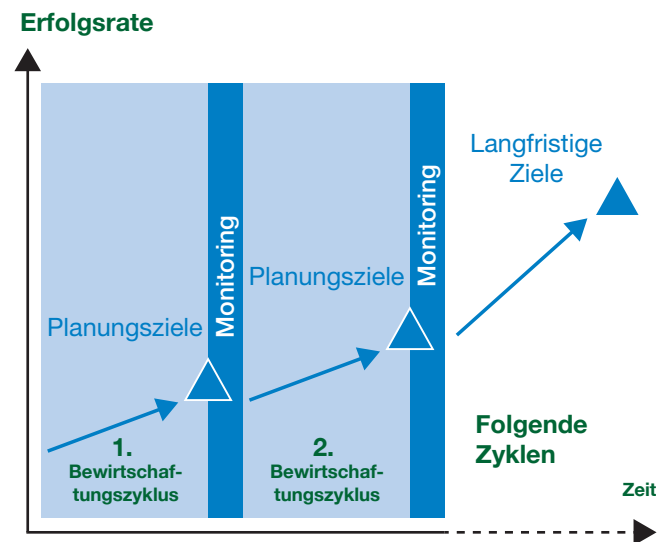 Erfolgsrate
Langfristige
Ziele
Monitoring
Monitoring
Planungsziele
Planungsziele
1.
Bewirtschaf-
tungszyklus
2.
Bewirtschaf-
tungszyklus
Folgende
Zyklen
Zeit